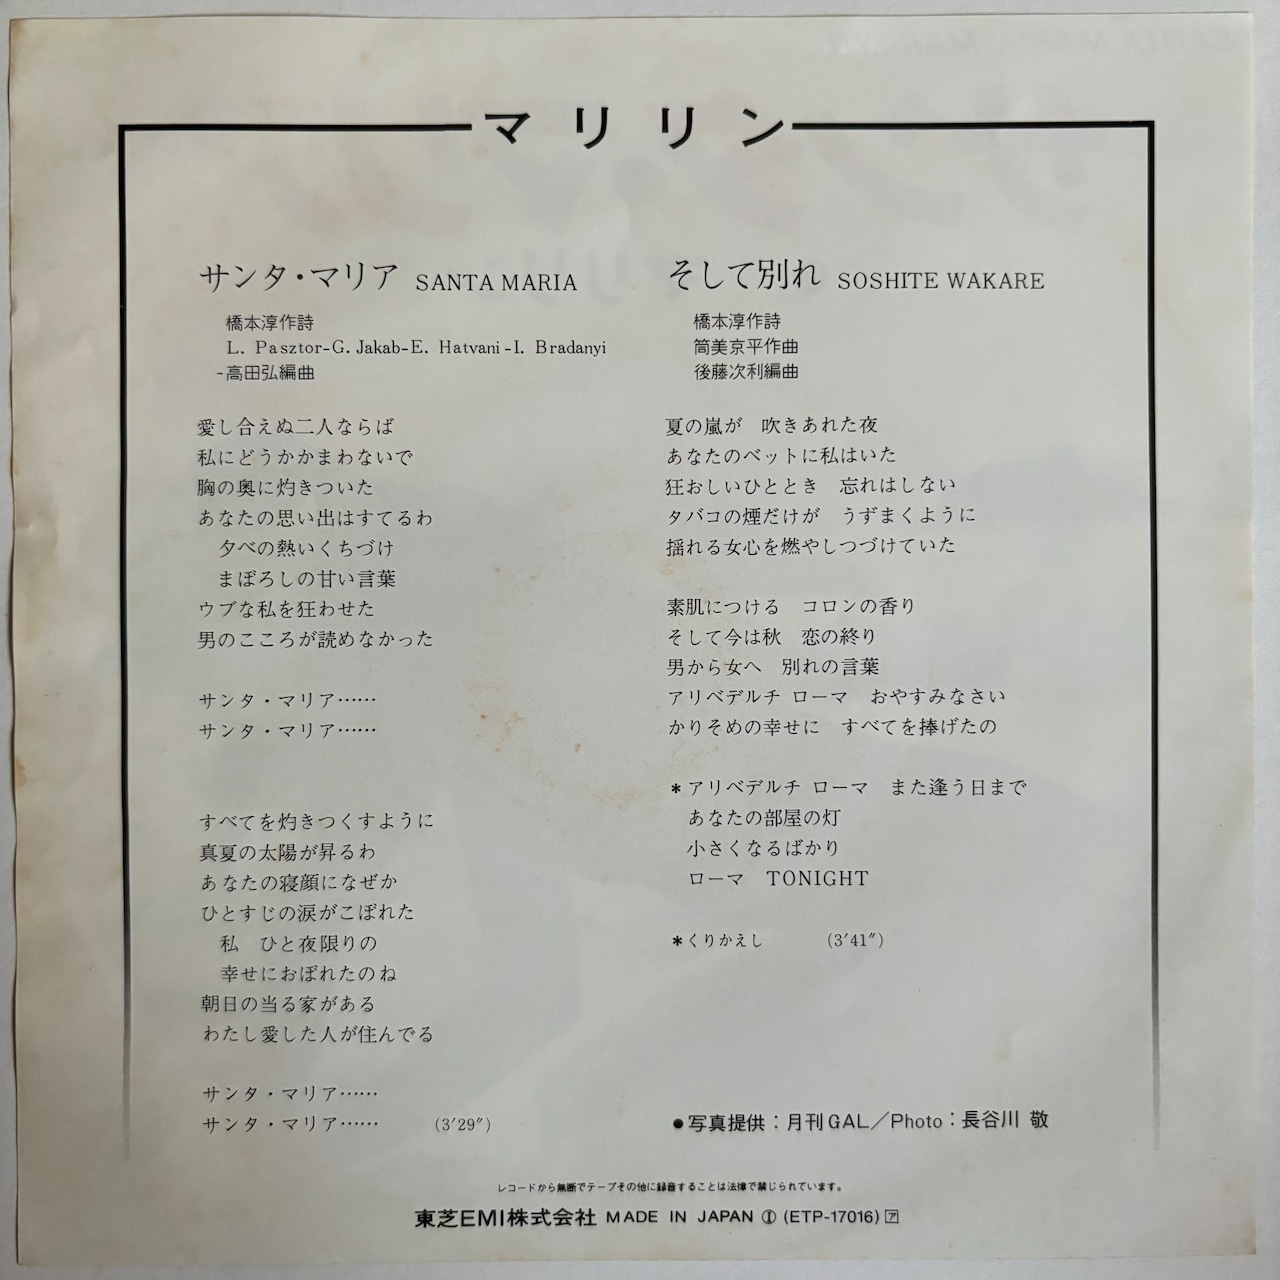 マリリン
サンタ・マリア SANTA MARIA
橋本淳作詩
L. Pasztor-G. Jakab-E. Hatvani-I. Bradanyi
-高田弘編曲
愛し合えぬ二人ならば
私にどうかかまわないで
胸の奥に灼きついた
あなたの思い出はすてるわ
夕べの熱いくちづけ
まぼろしの甘い言葉
ウブな私を狂わせた
男のこころが読めなかった
サンタ・マリア……
サンタ・マリア……
すべてを灼きつくすように
真夏の太陽が昇るわ
あなたの寝顔になぜか
ひとすじの涙がこぼれた
私　ひと夜限りの
幸せにおぼれたのね
朝日の当る家がある
わたし愛した人が住んでる
サンタ・マリア……
サンタ・マリア…… (3′29″)
そして別れ SOSHITE WAKARE
橋本淳作詩
筒美京平作曲
後藤次利編曲
夏の嵐が　吹きあれた夜
あなたのベットに私はいた
狂おしいひととき　忘れはしない
タバコの煙だけが　うずまくように
揺れる女心を燃やしつづけていた
素肌につける　コロンの香り
そして今は秋　恋の終り
男から女へ　別れの言葉
アリベデルチ ローマ　おやすみなさい
かりそめの幸せに　すべてを捧げたの
＊アリベデルチ ローマ　また逢う日まで
あなたの部屋の灯
小さくなるばかり
ローマ　TONIGHT
＊くりかえし (3′41″)
●写真提供：月刊GAL／Photo：長谷川 敬
レコードから無断でテープその他に録音することは法律で禁じられています。
東芝EMI株式会社 MADE IN JAPAN Ⓘ (ETP-17016) ア